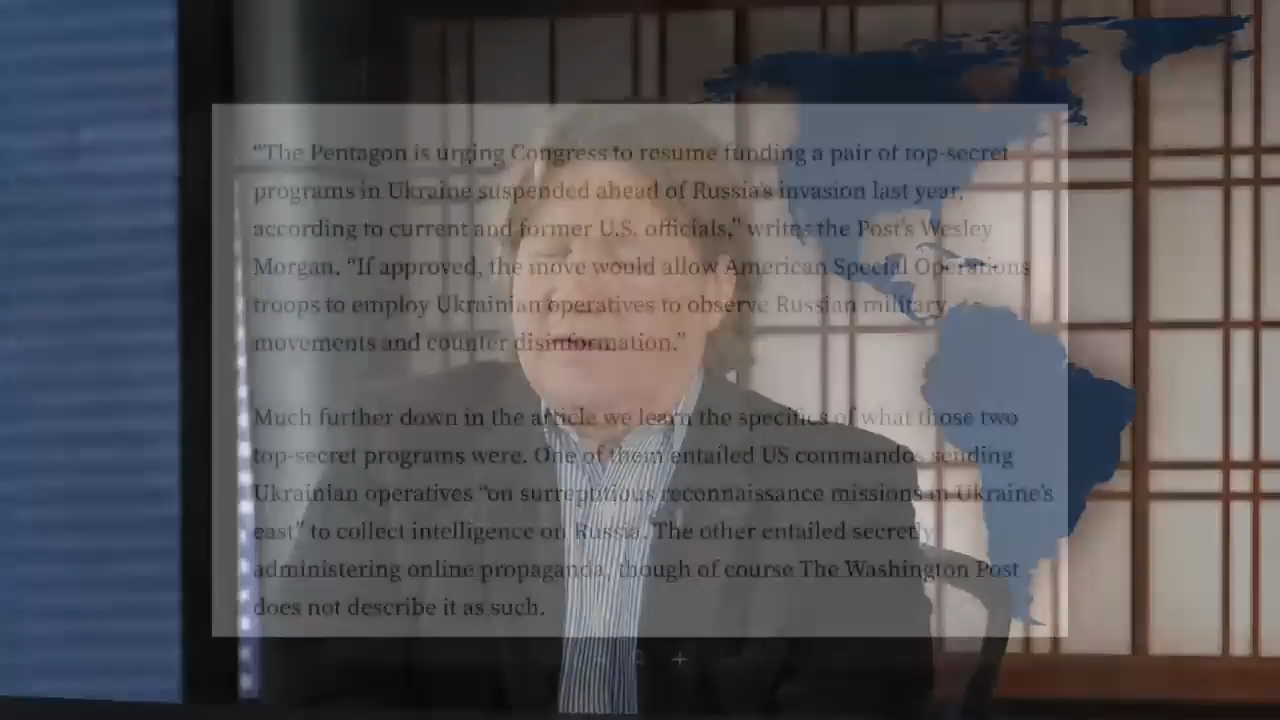 “The Pentagon is urging Congress to resume funding a pair of top-secret
programs in Ukraine suspended ahead of Russia's invasion last year,
according to current and former U.S. officials,” writes the Post's Wesley
Morgan. “If approved, the move would allow American Special Operations
troops to employ Ukrainian operatives to observe Russian military
movements and counter disinformation.”
Much further down in the article we learn the specifics of what those two
top-secret programs were. One of them entailed US commandos sending
Ukrainian operatives “on surreptitious reconnaissance missions in Ukraine's
east” to collect intelligence on Russia. The other entailed secretly
administering online propaganda, though of course The Washington Post
does not describe it as such.